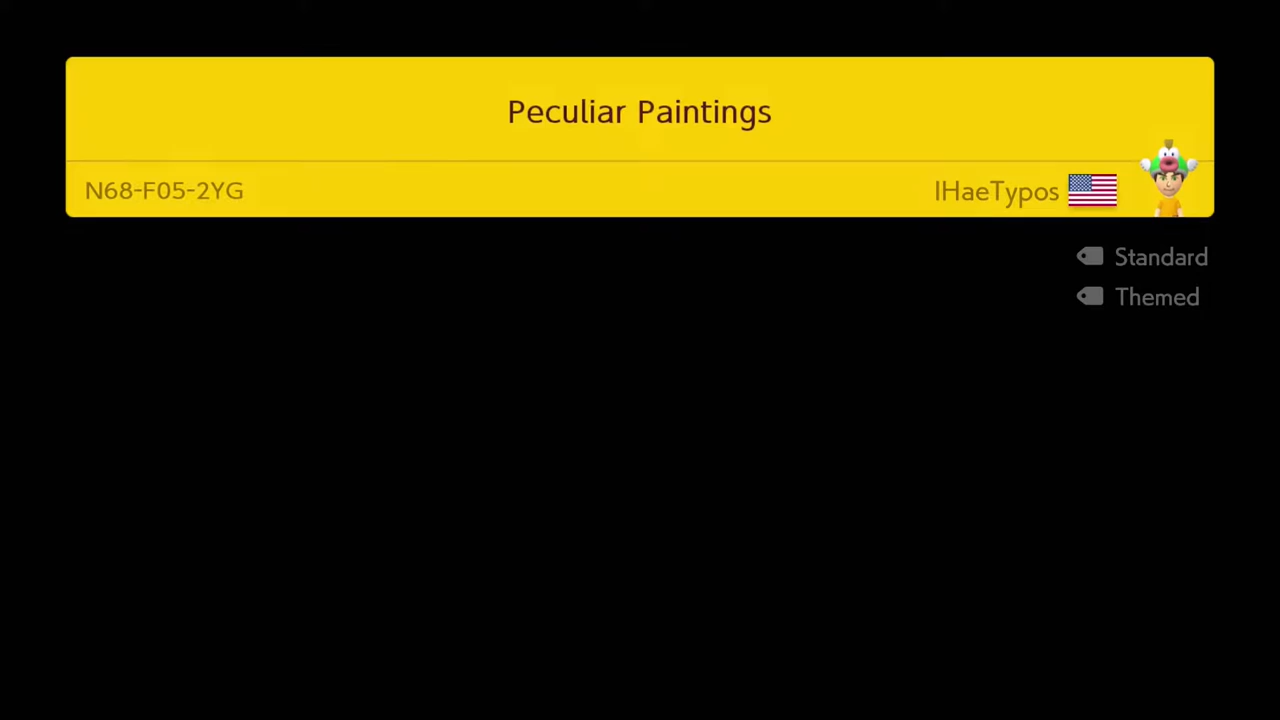 Peculiar Paintings
N68-F05-2YG
IHaeTypos
Standard
Themed